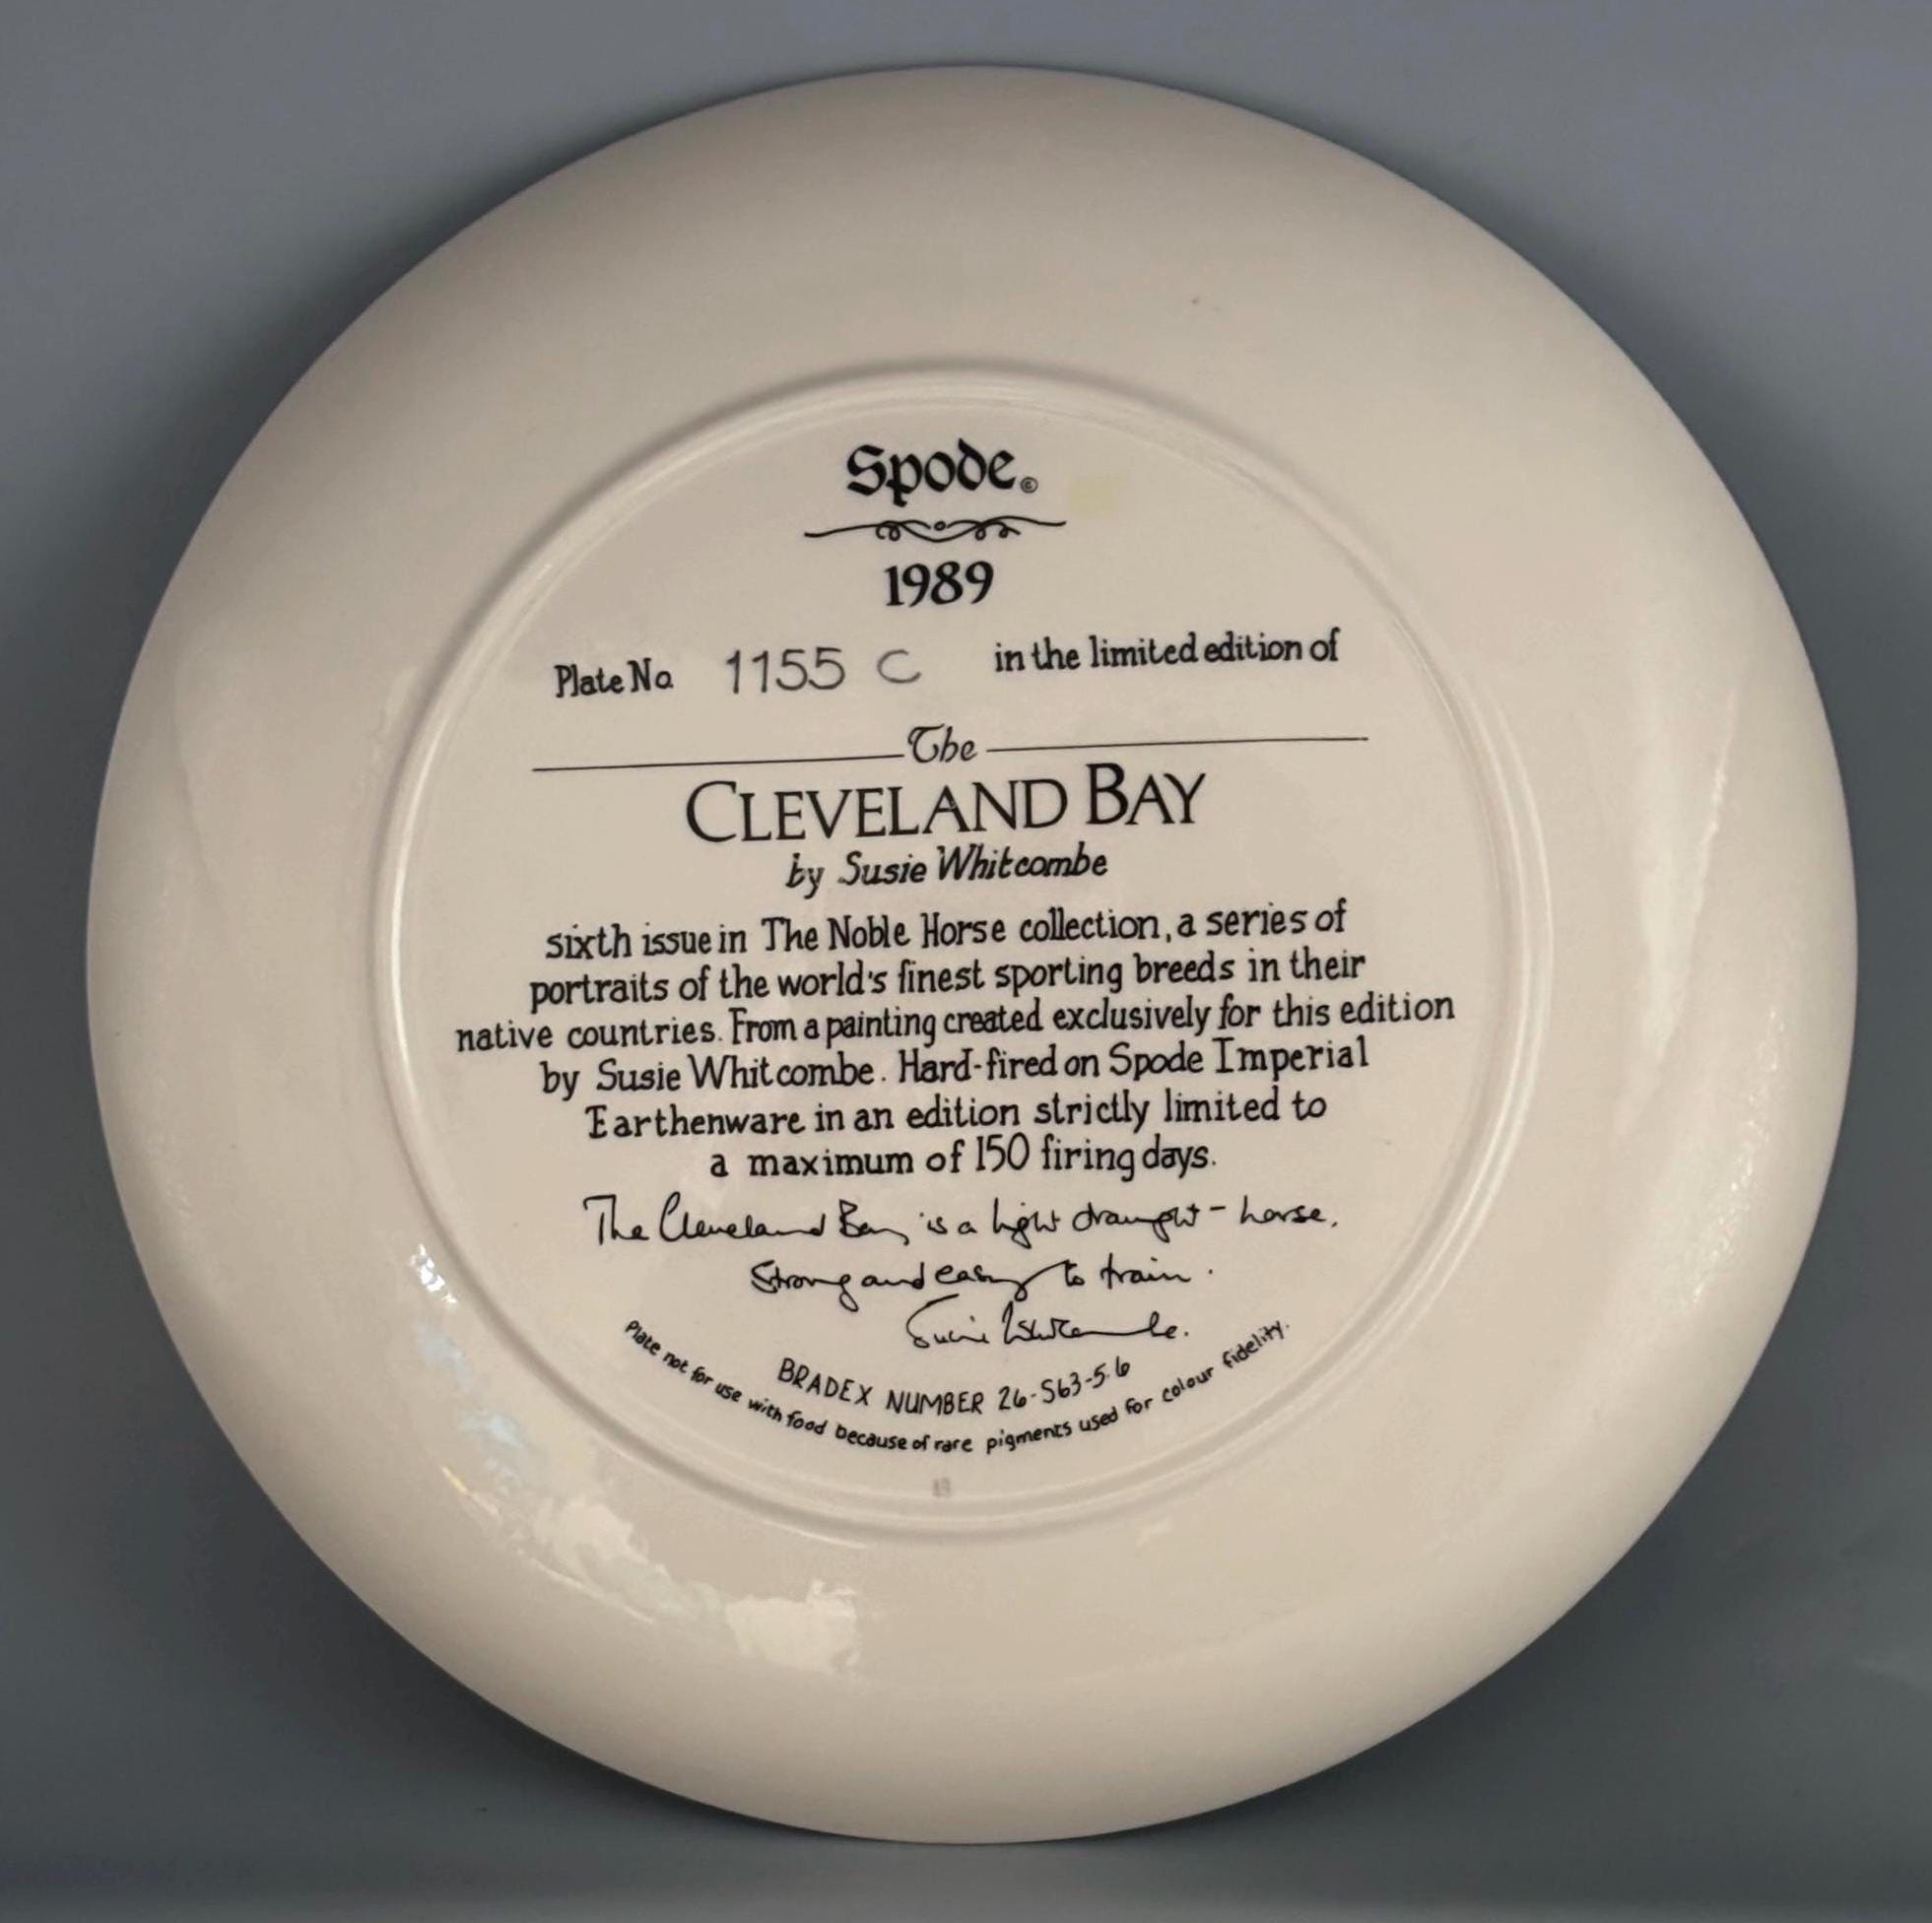 Spode.©
1989
Plate No. 1155 C in the limited edition of
The
CLEVELAND BAY
by Susie Whitcombe
sixth issue in The Noble Horse collection, a series of
portraits of the world's finest sporting breeds in their
native countries. From a painting created exclusively for this edition
by Susie Whitcombe. Hard-fired on Spode Imperial
Earthenware in an edition strictly limited to
a maximum of 150 firing days.
The Cleveland Bay is a light draught-horse.
Strong and easy to train.
Susie Whitcombe.
BRADEX NUMBER 26-S63-5.6
Plate not for use with food because of rare pigments used for colour fidelity.